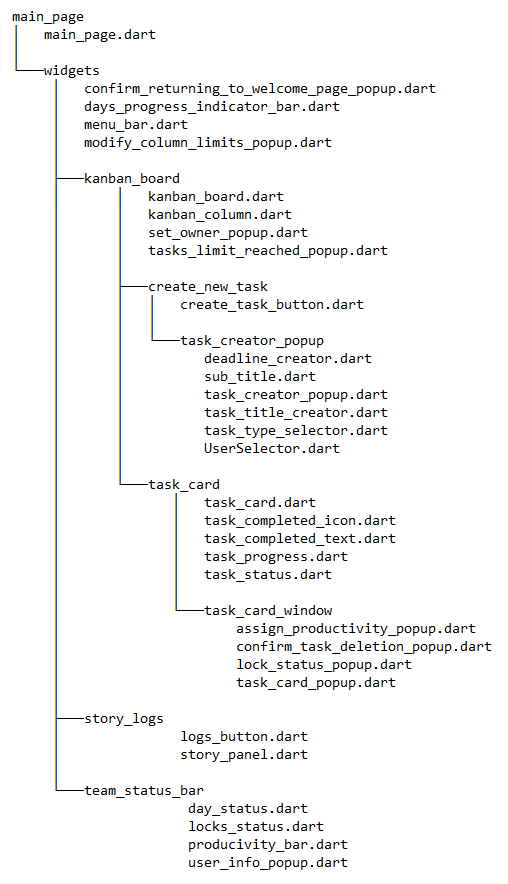 main_page
main_page.dart
widgets
confirm_returning_to_welcome_page_popup.dart
days_progress_indicator_bar.dart
menu_bar.dart
modify_column_limits_popup.dart
kanban_board
kanban_board.dart
kanban_column.dart
set_owner_popup.dart
tasks_limit_reached_popup.dart
create_new_task
create_task_button.dart
task_creator_popup
deadline_creator.dart
sub_title.dart
task_creator_popup.dart
task_title_creator.dart
task_type_selector.dart
UserSelector.dart
task_card
task_card.dart
task_completed_icon.dart
task_completed_text.dart
task_progress.dart
task_status.dart
task_card_window
assign_productivity_popup.dart
confirm_task_deletion_popup.dart
lock_status_popup.dart
task_card_popup.dart
story_logs
logs_button.dart
story_panel.dart
team_status_bar
day_status.dart
locks_status.dart
producivity_bar.dart
user_info_popup.dart